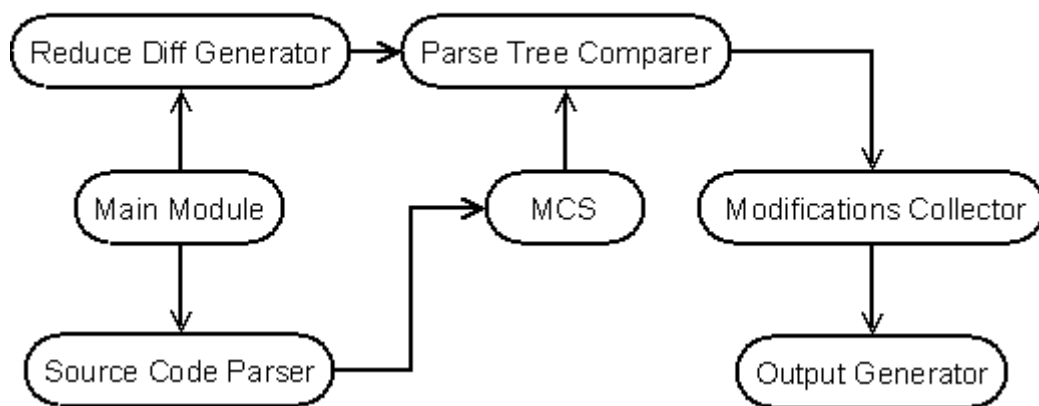 Reduce Diff Generator
Parse Tree Comparer
Main Module
MCS
Modifications Collector
Source Code Parser
Output Generator